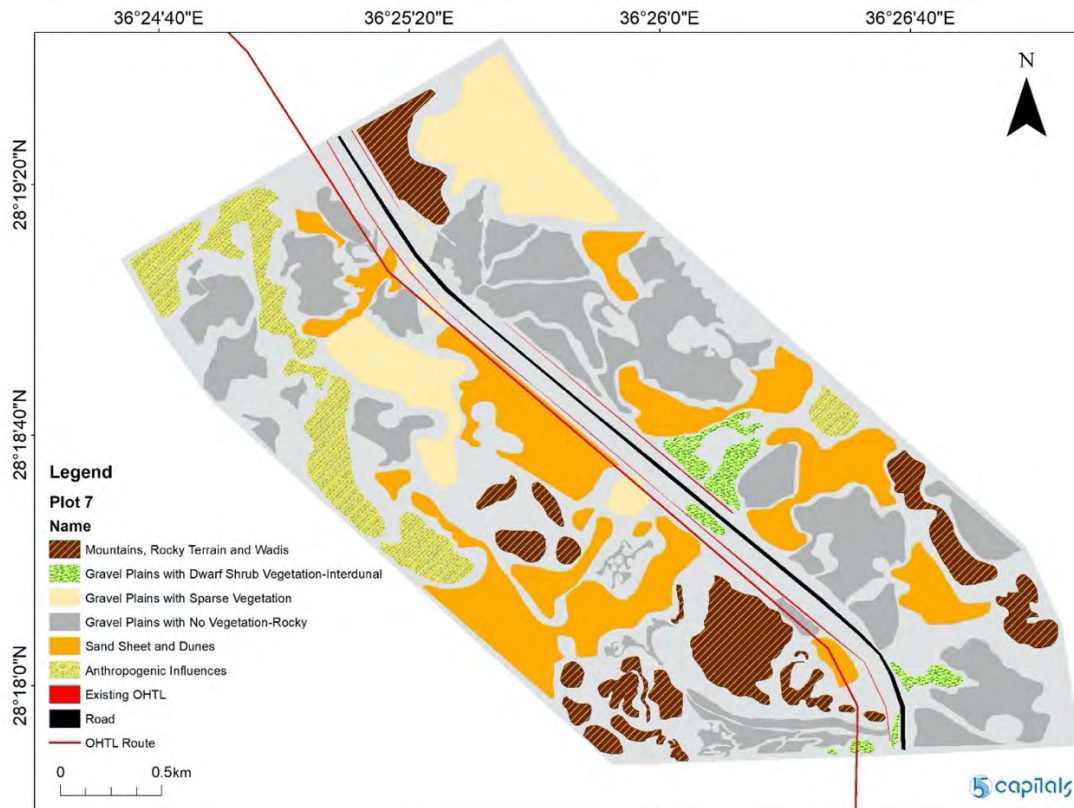 36°24'40"E
36°25'20"E
36°26'0"E
36°26'40"E
N
28°19'20"N
28°18'40"N
28°18'0"N
Legend
Plot 7
Name
Mountains, Rocky Terrain and Wadis
Gravel Plains with Dwarf Shrub Vegetation-Interdunal
Gravel Plains with Sparse Vegetation
Gravel Plains with No Vegetation-Rocky
Sand Sheet and Dunes
Anthropogenic Influences
Existing OHTL
Road
OHTL Route
0 0.5km
5 capitals